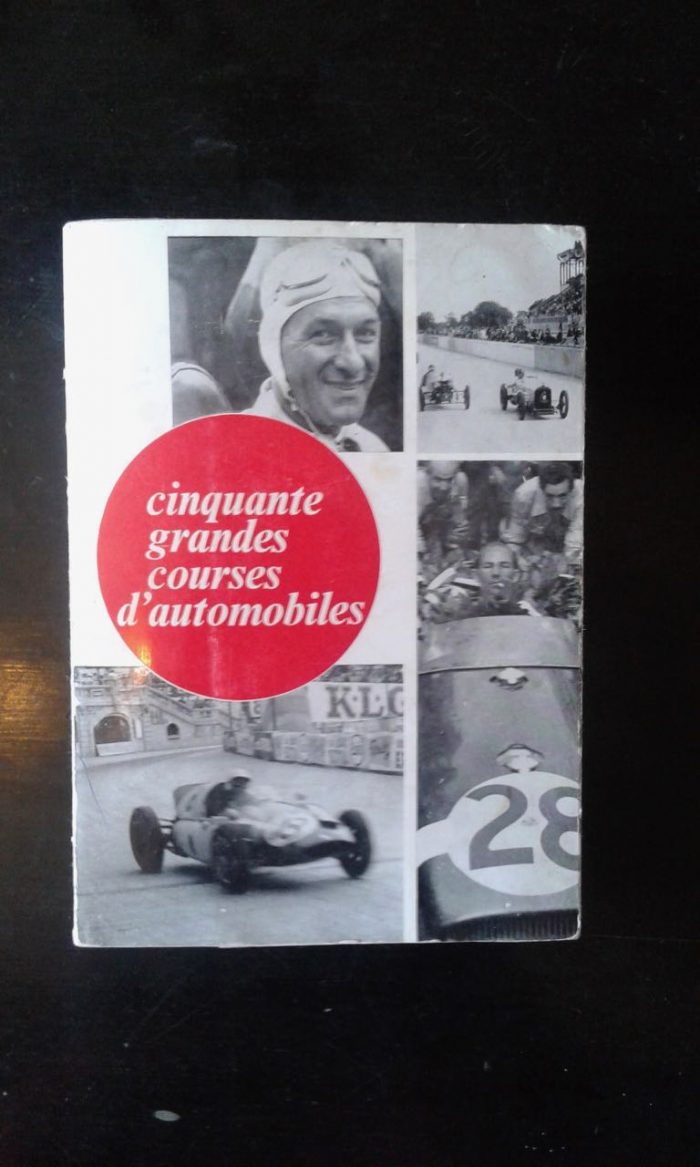 cinquante
grandes
courses
d'automobiles
KLG
28